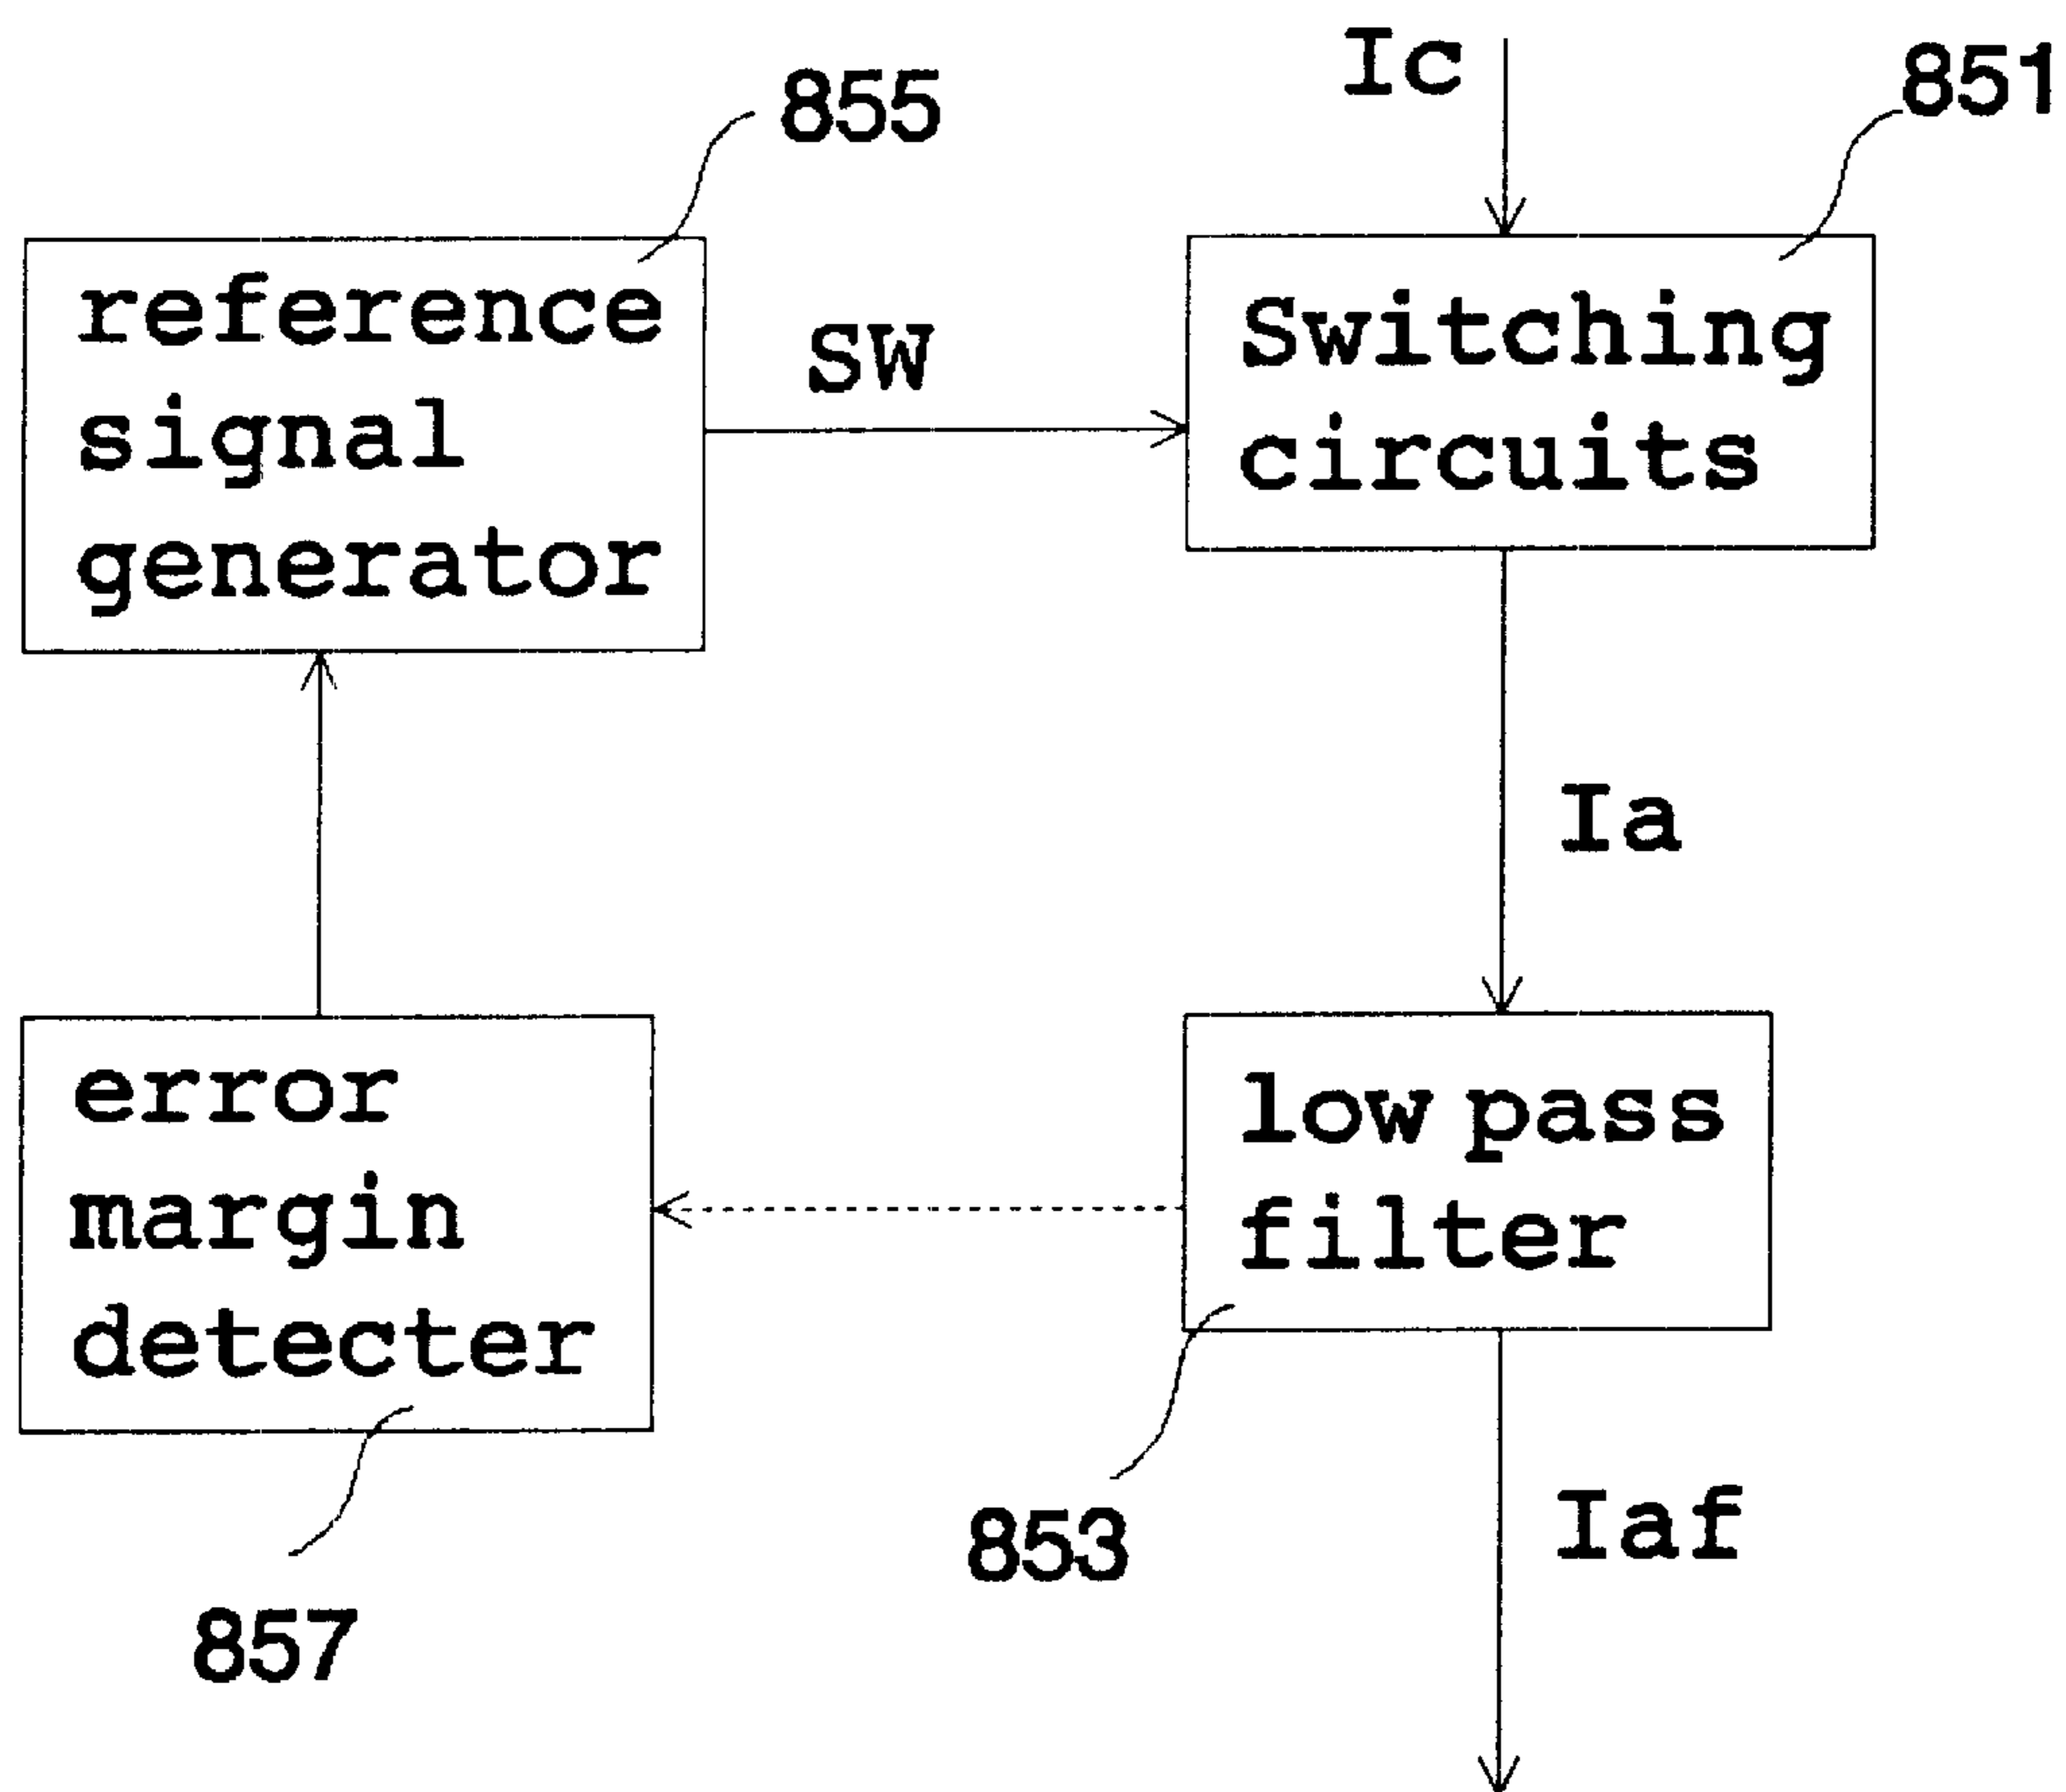 Ic
851
855
reference
signal
generator
SW
Switching
circuits
Ia
error
margin
detecter
low pass
filter
853
Iaf
857